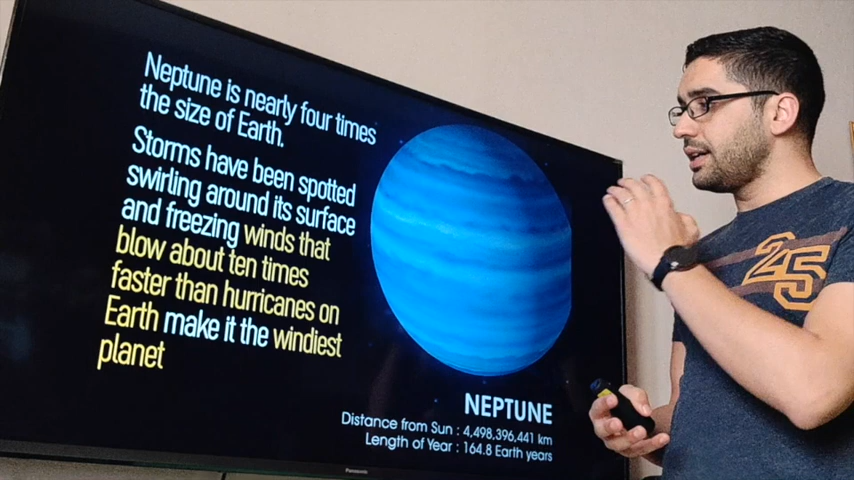 Neptune is nearly four times
the size of Earth.
Storms have been spotted
swirling around its surface
and freezing winds that
blow about ten times
faster than hurricanes on
Earth make it the windiest
planet
NEPTUNE
Distance from Sun : 4,498,396,441 km
Length of Year : 164.8 Earth years
Panasonic
25